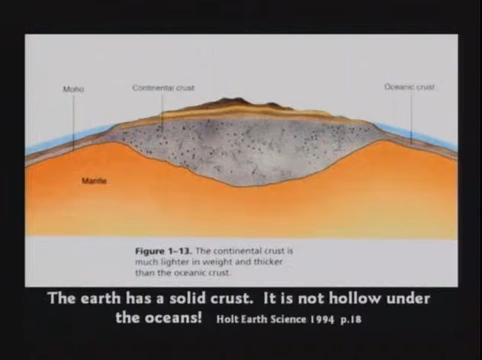 Moho
Continental crust
Oceanic crust
Mantle
Figure 1–13. The continental crust is
much lighter in weight and thicker
than the oceanic crust.
The earth has a solid crust. It is not hollow under
the oceans! Holt Earth Science 1994 p.18